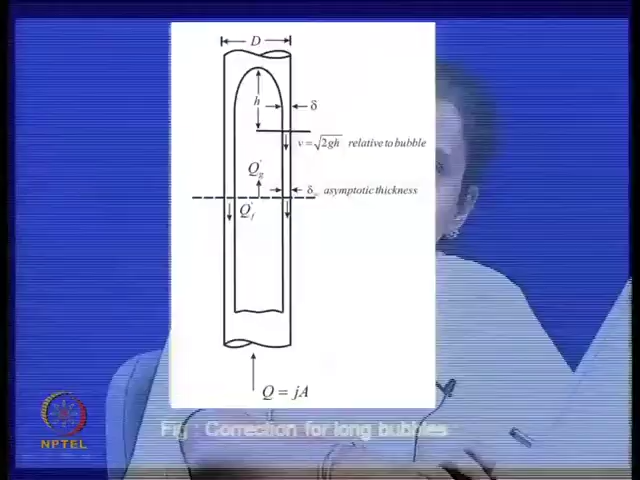 D
h
δ
v = √2gh relative to bubble
Q'g
δ∞ asymptotic thickness
Q'f
Q = jA
Fig : Correction for long bubbles
NPTEL